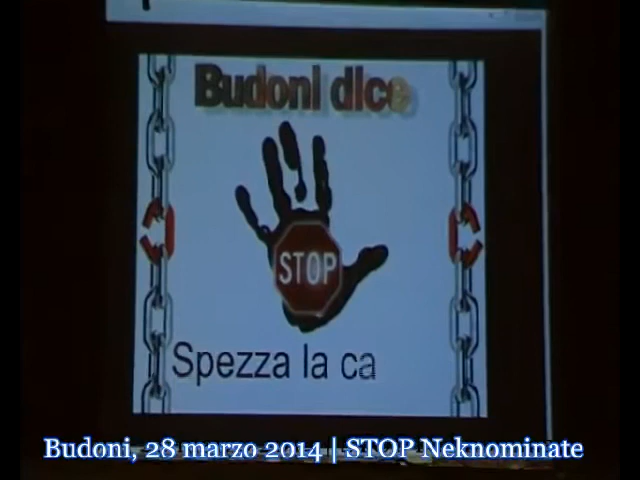 Budoni dice
STOP
Spezza la ca
Budoni, 28 marzo 2014 | STOP Neknominate